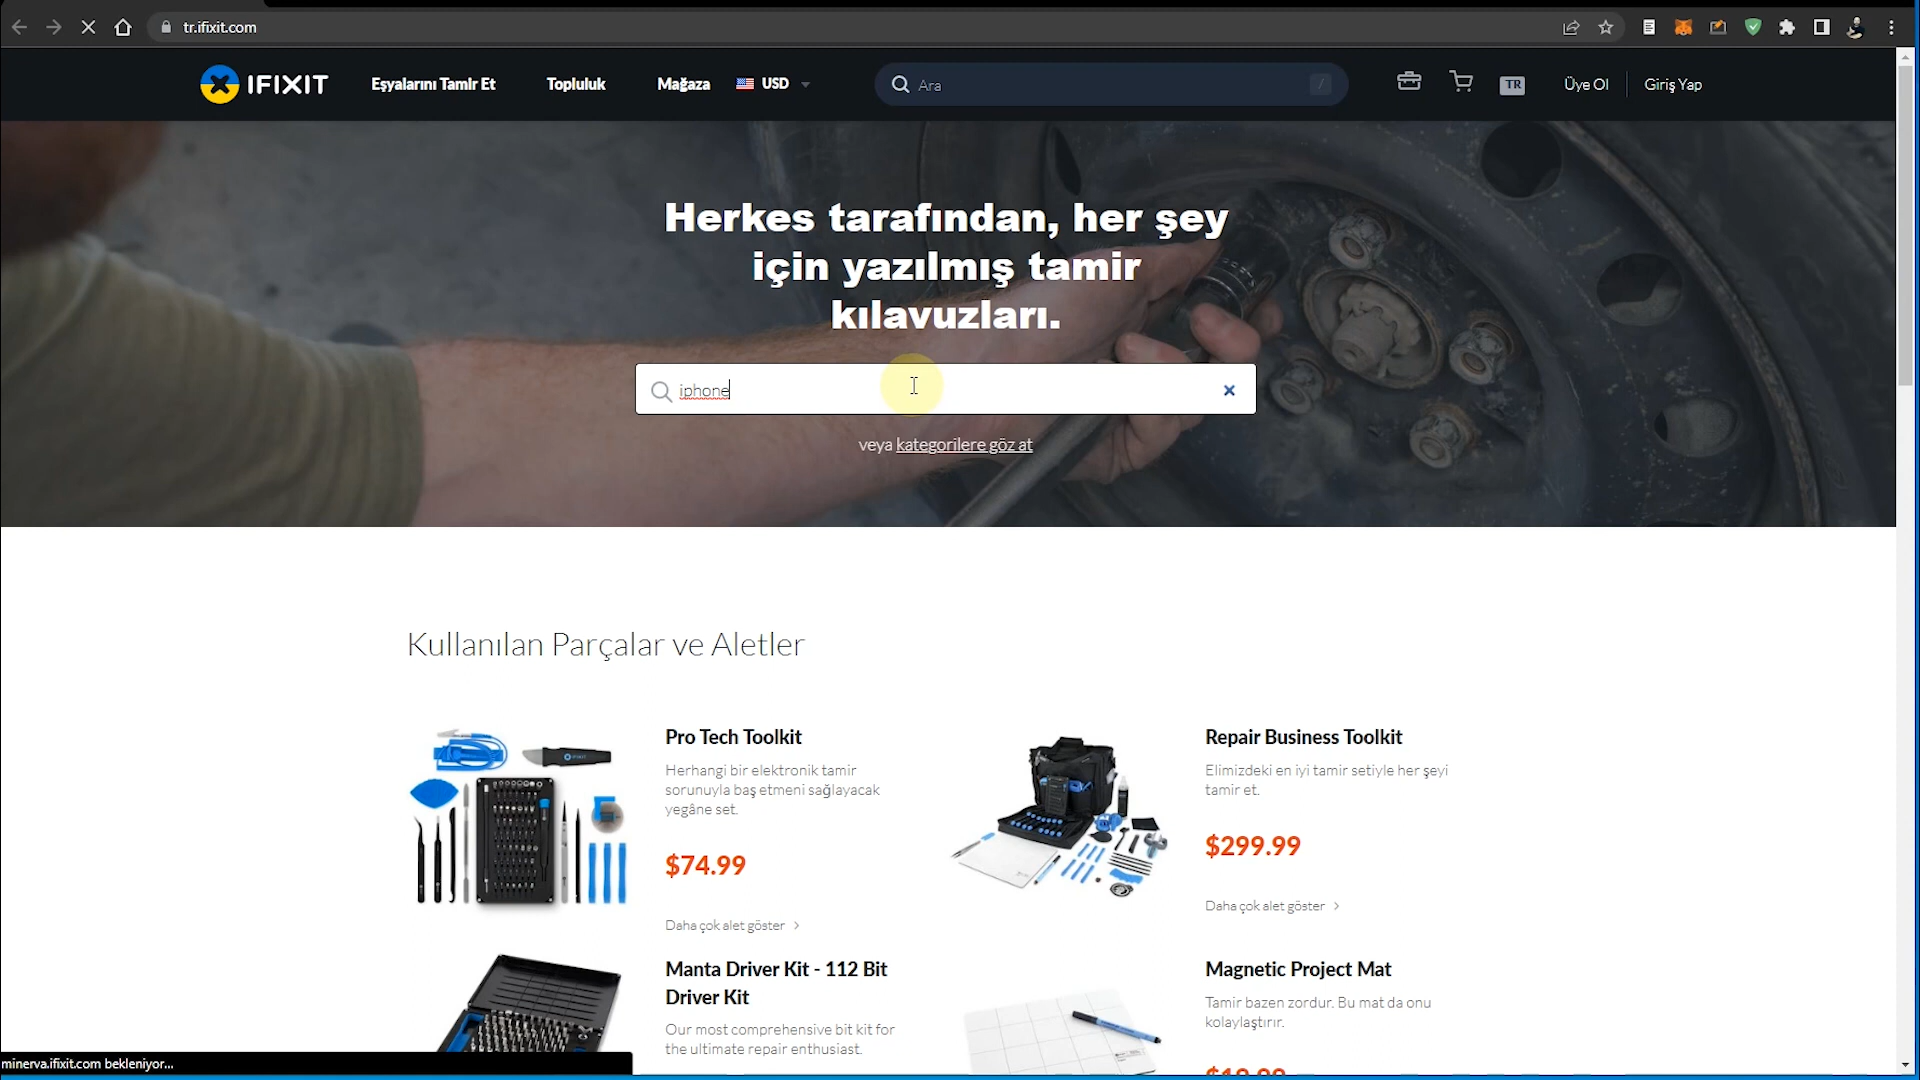 tr.ifixit.com
IFIXIT
Eşyalarını Tamir Et
Topluluk
Mağaza
USD
Ara
/
TR
Üye Ol
Giriş Yap
Herkes tarafından, her şey
için yazılmış tamir
kılavuzları.
iphone
veya kategorilere göz at
Kullanılan Parçalar ve Aletler
Pro Tech Toolkit
Herhangi bir elektronik tamir
sorunuyla baş etmeni sağlayacak
yegâne set.
$74.99
Daha çok alet göster
Repair Business Toolkit
Elimizdeki en iyi tamir setiyle her şeyi
tamir et.
$299.99
Daha çok alet göster
Manta Driver Kit - 112 Bit
Driver Kit
Our most comprehensive bit kit for
the ultimate repair enthusiast.
Magnetic Project Mat
Tamir bazen zordur. Bu mat da onu
kolaylaştırır.
minerva.ifixit.com bekleniyor...